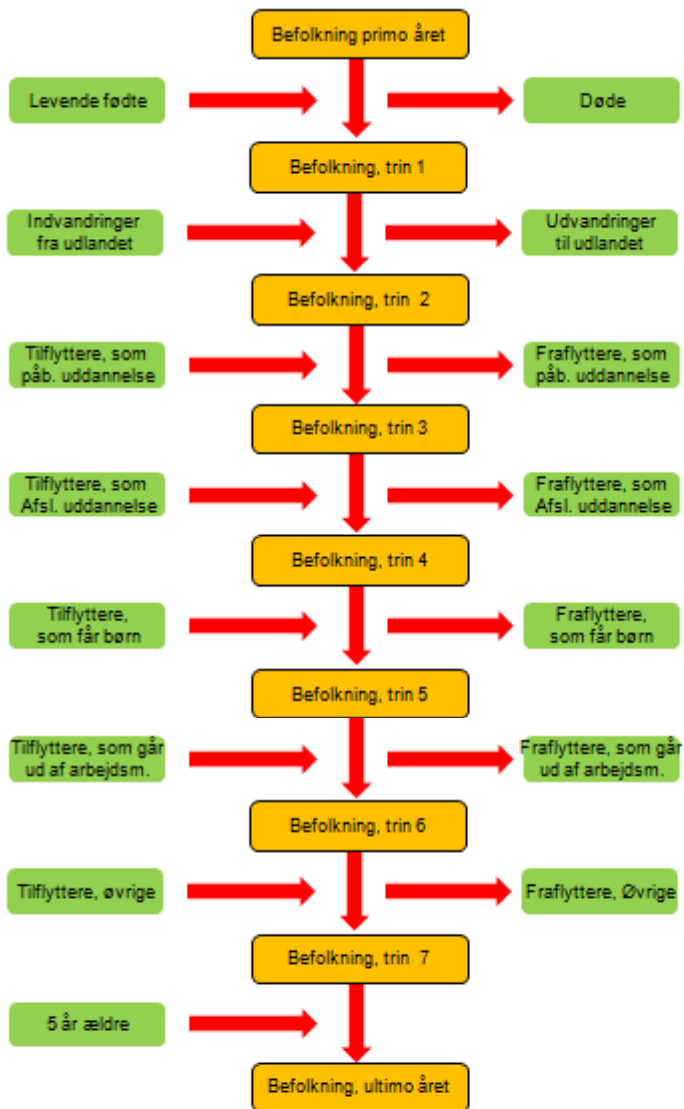 Befolkning primo året
Levende fødte
Døde
Befolkning, trin 1
Indvandringer
fra udlandet
Udvandringer
til udlandet
Befolkning, trin 2
Tilflyttere, som
påb. uddannelse
Fraflyttere, som
påb. uddannelse
Befolkning, trin 3
Tilflyttere, som
Afsl. uddannelse
Fraflyttere, som
Afsl. uddannelse
Befolkning, trin 4
Tilflyttere,
som får børn
Fraflyttere,
som får børn
Befolkning, trin 5
Tilflyttere, som går
ud af arbejdsm.
Fraflyttere, som går
ud af arbejdsm.
Befolkning, trin 6
Tilflyttere, øvrige
Fraflyttere, Øvrige
Befolkning, trin 7
5 år ældre
Befolkning, ultimo året